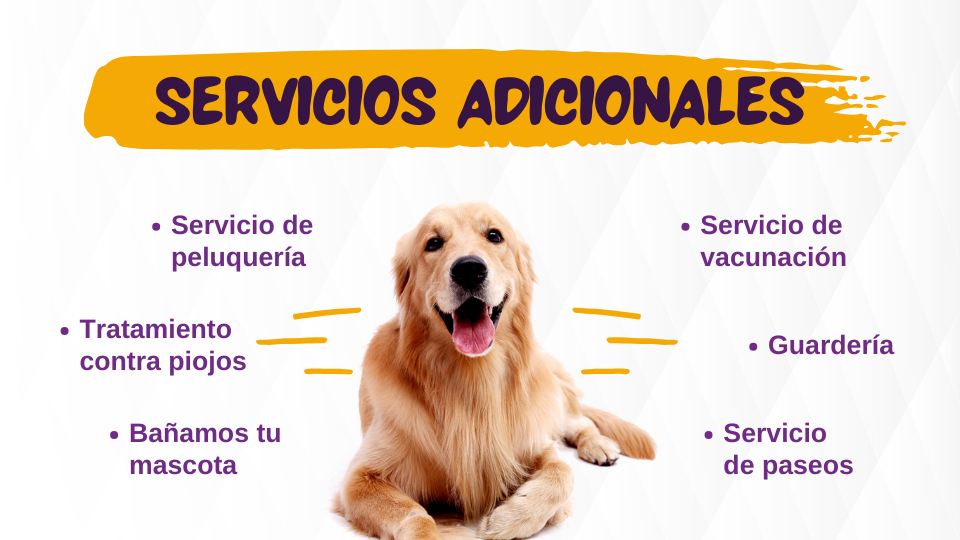 SERVICIOS ADICIONALES
• Servicio de
peluquería
• Tratamiento
contra piojos
• Bañamos tu
mascota
• Servicio de
vacunación
• Guardería
• Servicio
de paseos